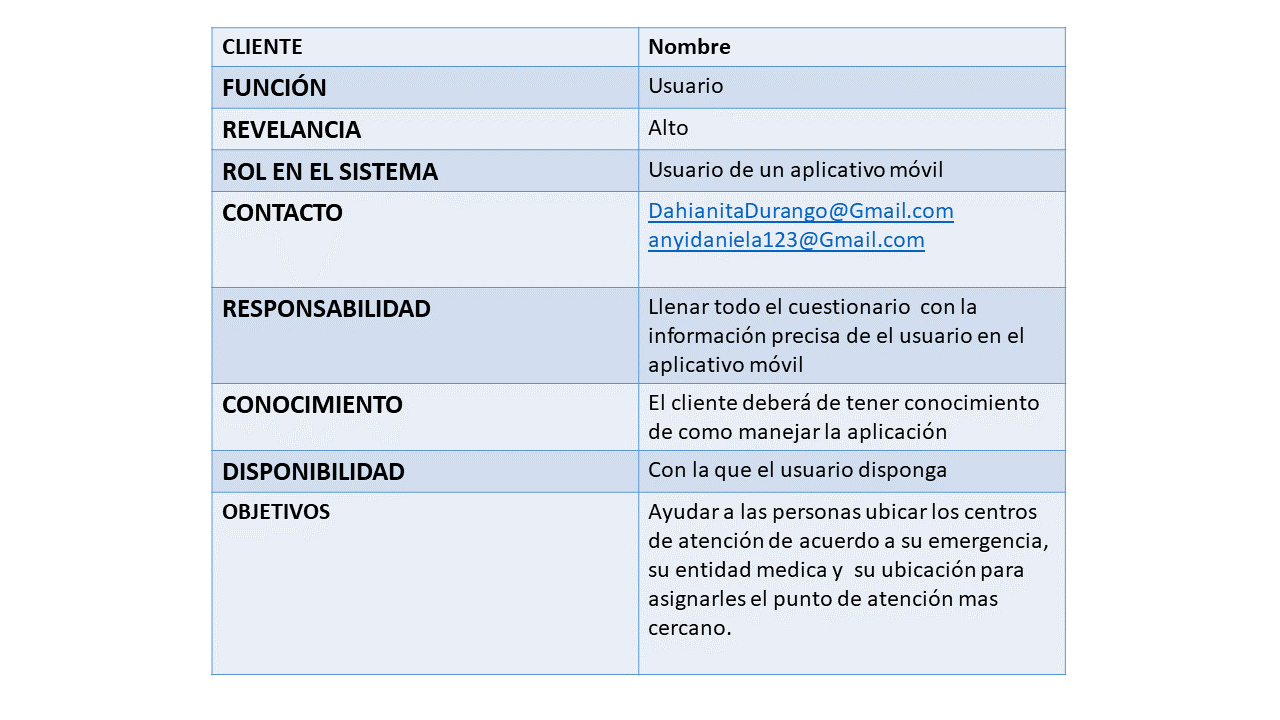 CLIENTE Nombre
FUNCIÓN Usuario
REVELANCIA Alto
ROL EN EL SISTEMA Usuario de un aplicativo móvil
CONTACTO DahianitaDurango@Gmail.com
anyidaniela123@Gmail.com
RESPONSABILIDAD Llenar todo el cuestionario con la
información precisa de el usuario en el
aplicativo móvil
CONOCIMIENTO El cliente deberá de tener conocimiento
de como manejar la aplicación
DISPONIBILIDAD Con la que el usuario disponga
OBJETIVOS Ayudar a las personas ubicar los centros
de atención de acuerdo a su emergencia,
su entidad medica y su ubicación para
asignarles el punto de atención mas
cercano.